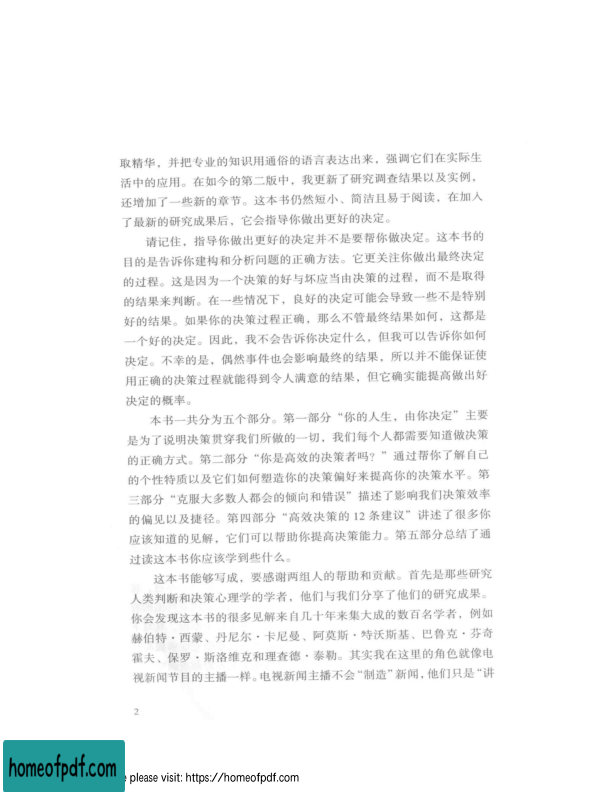 取精华，并把专业的知识用通俗的语言表达出来，强调它们在实际生
活中的应用。在如今的第二版中，我更新了研究调查结果以及实例，
还增加了一些新的章节。这本书仍然短小、简洁且易于阅读，在加入
了最新的研究成果后，它会指导你做出更好的决定。
请记住，指导你做出更好的决定并不是要帮你做决定。这本书的
目的是告诉你建构和分析问题的正确方法。它更关注你做出最终决定
的过程。这是因为一个决策的好与坏应当由决策的过程，而不是取得
的结果来判断。在一些情况下，良好的决定可能会导致一些不是特别
好的结果。如果你的决策过程正确，那么不管最终结果如何，这都是
一个好的决定。因此，我不会告诉你决定什么，但我可以告诉你如何
决定。不幸的是，偶然事件也会影响最终的结果，所以并不能保证使
用正确的决策过程就能得到令人满意的结果，但它确实能提高做出好
决定的概率。
本书一共分为五个部分。第一部分“你的人生，由你决定”主要
是为了说明决策贯穿我们所做的一切，我们每个人都需要知道做决策
的正确方式。第二部分“你是高效的决策者吗？”通过帮你了解自己
的个性特质以及它们如何塑造你的决策偏好来提高你的决策水平。第
三部分“克服大多数人都会的倾向和错误”描述了影响我们决策效率
的偏见以及捷径。第四部分“高效决策的 12 条建议”讲述了很多你
应该知道的见解，它们可以帮助你提高决策能力。第五部分总结了通
过读这本书你应该学到些什么。
这本书能够写成，要感谢两组人的帮助和贡献。首先是那些研究
人类判断和决策心理学的学者，他们与我们分享了他们的研究成果。
你会发现这本书的很多见解来自几十年来集大成的数百名学者，例如
赫伯特·西蒙、丹尼尔·卡尼曼、阿莫斯·特沃斯基、巴鲁克·芬奇
霍夫、保罗·斯洛维克和理查德·泰勒。其实我在这里的角色就像电
视新闻节目的主播一样。电视新闻主播不会“制造”新闻，他们只是“讲
2
homeofpdf.com
e please visit: https://homeofpdf.com